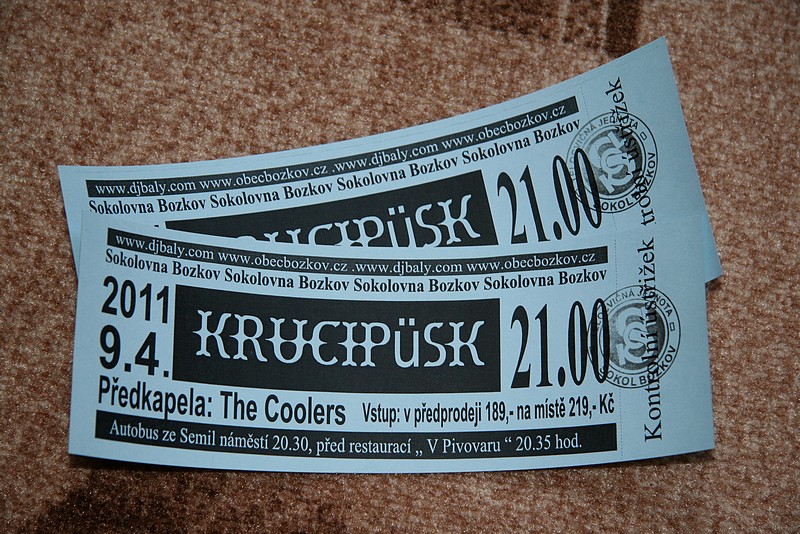 www.djbaly.com www.obecbozkov.cz .www.djbaly.com www.obecbozkov.cz
Sokolovna Bozkov Sokolovna Bozkov Sokolovna Bozkov Sokolovna Bozkov
KRUCIPÜSK
21.00
www.djbaly.com www.obecbozkov.cz .www.djbaly.com www.obecbozkov.cz
Sokolovna Bozkov Sokolovna Bozkov Sokolovna Bozkov Sokolovna Bozkov
2011
9.4.
KRUCIPÜSK
21.00
Předkapela: The Coolers
Vstup: v předprodeji 189,- na místě 219,- Kč
Autobus ze Semil náměstí 20.30, před restaurací „ V Pivovaru “ 20.35 hod.
Kontrolní ústřižek
JEDNOTA
SOKOL BOZKOV